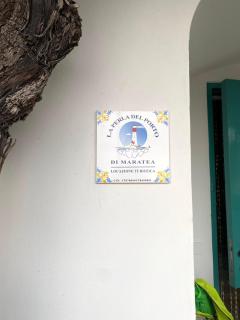 LA PERLA DEL PORTO
DI MARATEA
LOCAZIONE TURISTICA